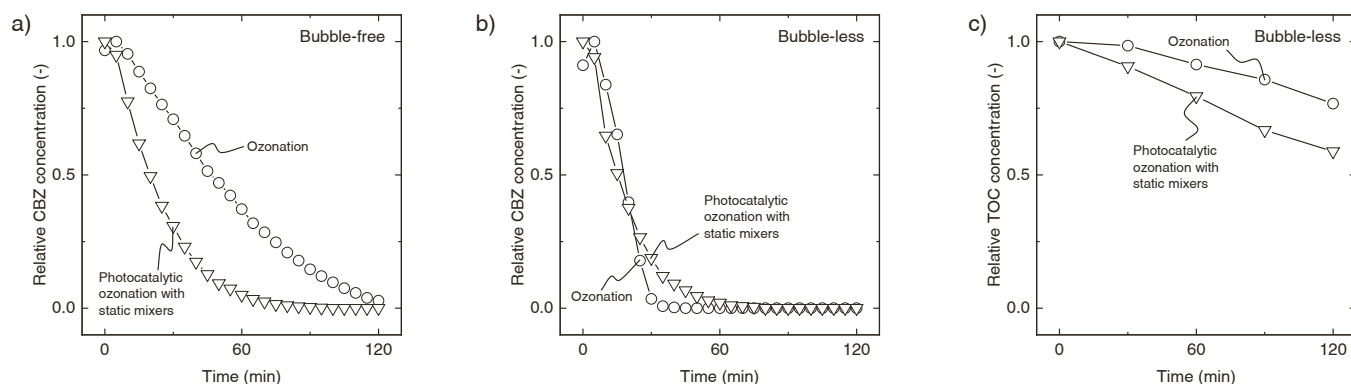 a)
Bubble-free
Relative CBZ concentration (-)
1.0
0.5
0.0
Ozonation
Photocatalytic
ozonation with
static mixers
0
60
120
Time (min)
b)
Bubble-less
Relative CBZ concentration (-)
1.0
0.5
0.0
Photocatalytic
ozonation with
static mixers
Ozonation
0
60
120
Time (min)
c)
Bubble-less
Relative TOC concentration (-)
1.0
0.5
0.0
Ozonation
Photocatalytic
ozonation with
static mixers
0
60
120
Time (min)